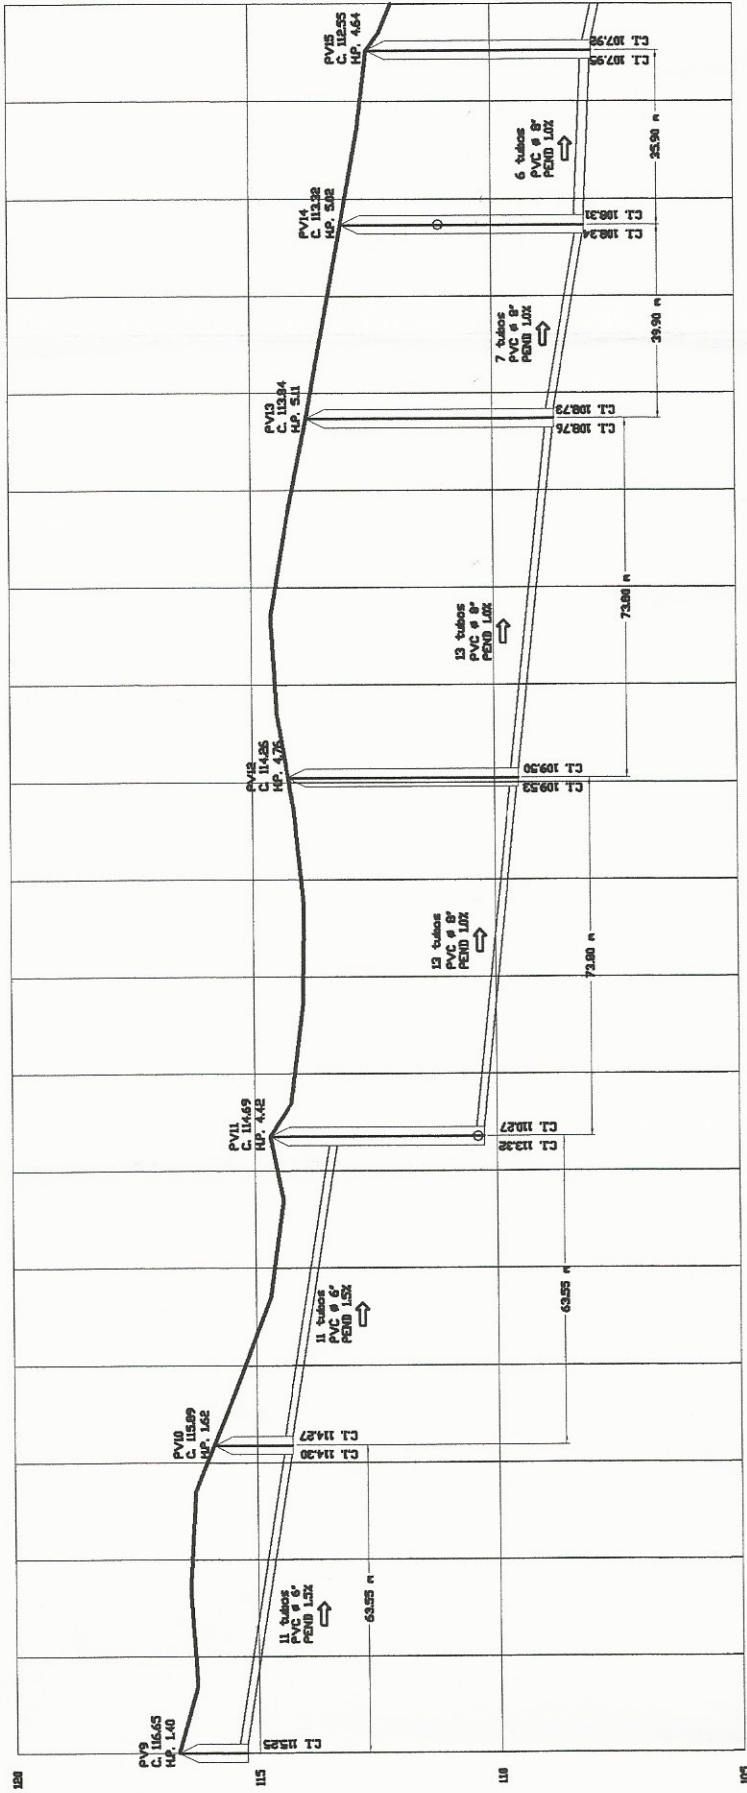 120
115
110
105
PV9
C. 116.65
H.P. 1.40
C.I. 115.25
11 tubos
PVC ø 6"
PEND 1.5%
63.55 m
PV10
C. 115.89
H.P. 1.62
C.I. 114.30
C.I. 114.27
11 tubos
PVC ø 6"
PEND 1.5%
63.55 m
PV11
C. 114.69
H.P. 4.42
C.I. 113.32
C.I. 110.27
13 tubos
PVC ø 8"
PEND 1.0%
73.80 m
PV12
C. 114.26
H.P. 4.76
C.I. 109.53
C.I. 109.50
13 tubos
PVC ø 8"
PEND 1.0%
73.80 m
PV13
C. 113.84
H.P. 5.11
C.I. 108.76
C.I. 108.73
7 tubos
PVC ø 8"
PEND 1.0%
39.90 m
PV14
C. 113.32
H.P. 5.02
C.I. 108.34
C.I. 108.31
6 tubos
PVC ø 8"
PEND 1.0%
35.90 m
PV15
C. 112.55
H.P. 4.64
C.I. 107.95
C.I. 107.92